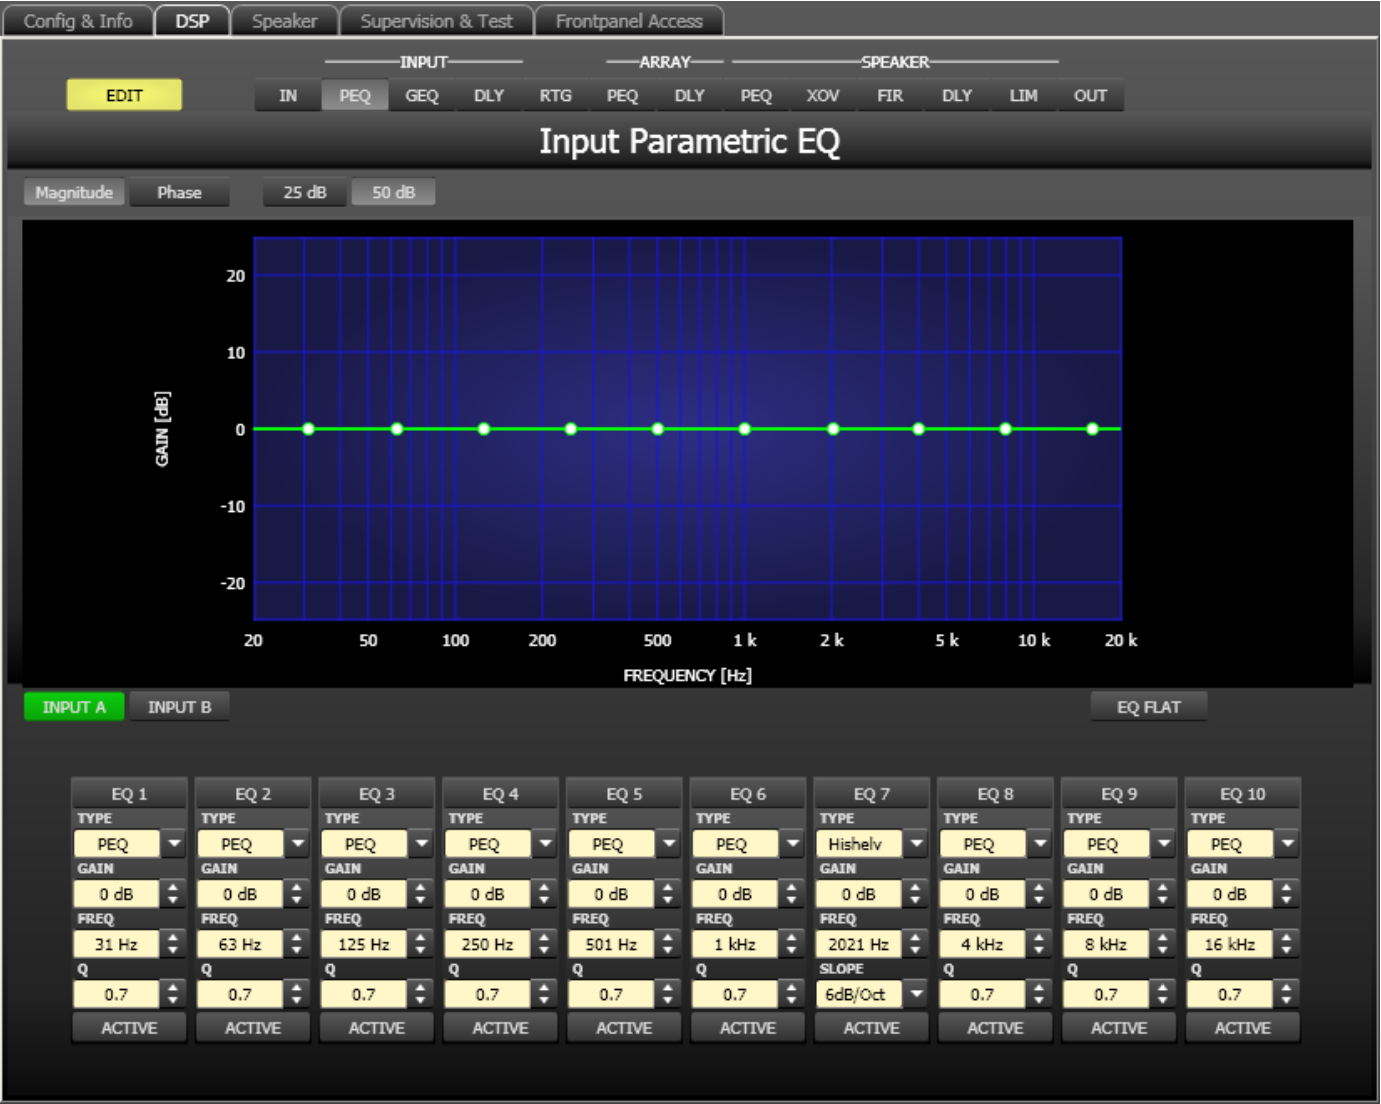 Config & Info DSP Speaker Supervision & Test Frontpanel Access
INPUT ARRAY SPEAKER
EDIT IN PEQ GEQ DLY RTG PEQ DLY PEQ XOV FIR DLY LIM OUT
Input Parametric EQ
Magnitude Phase 25 dB 50 dB
20
10
GAIN [dB]
0
-10
-20
20 50 100 200 500 1 k 2 k 5 k 10 k 20 k
FREQUENCY [Hz]
INPUT A INPUT B EQ FLAT
EQ 1 EQ 2 EQ 3 EQ 4 EQ 5 EQ 6 EQ 7 EQ 8 EQ 9 EQ 10
TYPE TYPE TYPE TYPE TYPE TYPE TYPE TYPE TYPE TYPE
PEQ PEQ PEQ PEQ PEQ PEQ Hishelv PEQ PEQ PEQ
GAIN GAIN GAIN GAIN GAIN GAIN GAIN GAIN GAIN GAIN
0 dB 0 dB 0 dB 0 dB 0 dB 0 dB 0 dB 0 dB 0 dB 0 dB
FREQ FREQ FREQ FREQ FREQ FREQ FREQ FREQ FREQ FREQ
31 Hz 63 Hz 125 Hz 250 Hz 501 Hz 1 kHz 2021 Hz 4 kHz 8 kHz 16 kHz
Q Q Q Q Q Q SLOPE Q Q Q
0.7 0.7 0.7 0.7 0.7 0.7 6dB/Oct 0.7 0.7 0.7
ACTIVE ACTIVE ACTIVE ACTIVE ACTIVE ACTIVE ACTIVE ACTIVE ACTIVE ACTIVE